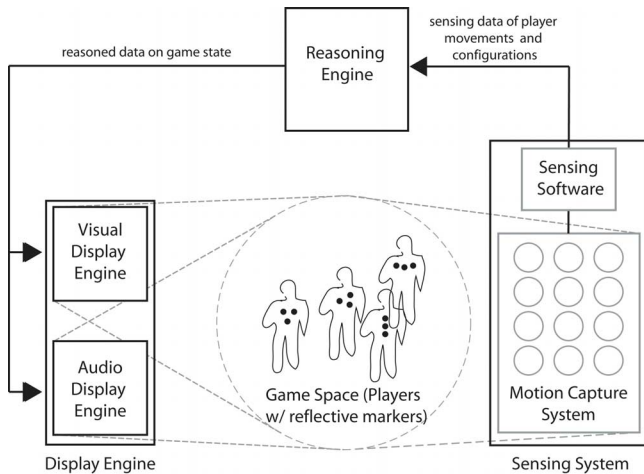 sensing data of player
movements and
configurations
reasoned data on game state
Reasoning
Engine
Sensing
Software
Visual
Display
Engine
Audio
Display
Engine
Game Space (Players
w/ reflective markers)
Motion Capture
System
Display Engine
Sensing System